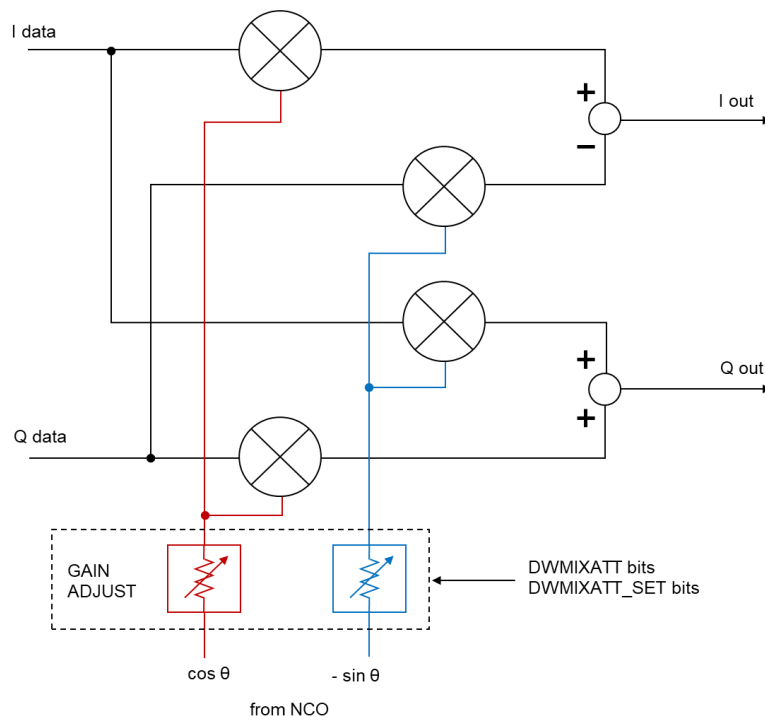 I data
+
I out
−
+
Q out
+
Q data
GAIN
ADJUST
DWMIXATT bits
DWMIXATT_SET bits
cos θ
- sin θ
from NCO